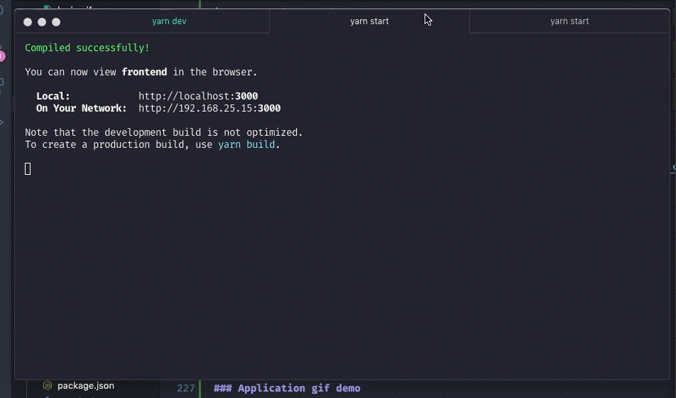 yarn dev
yarn start
yarn start
Compiled successfully!
You can now view frontend in the browser.
Local: http://localhost:3000
On Your Network: http://192.168.25.15:3000
Note that the development build is not optimized.
To create a production build, use yarn build.
package.json
227 ### Application gif demo